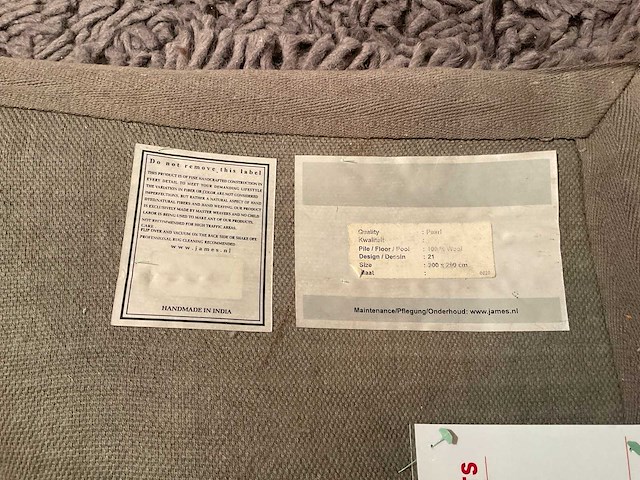 Do not remove this label
THIS PRODUCT IS OF FINE HANDCRAFTED CONSTRUCTION IN
EVERY DETAIL TO MEET YOUR DEMANDING LIFESTYLE
THE VARIATION IN FIBER OR COLOR ARE NOT CONSIDERED
IMPERFECTIONS, BUT RATHER A NATURAL ASPECT OF HAND
DYED/NATURAL FIBERS AND HAND WEAVING. OUR PRODUCT
IS EXCLUSIVELY MADE BY MASTER WEAVERS AND NO CHILD
LABOR IS BEING USED TO MAKE ANY OF OUR PRODUCTS.
NOT RECOMMENDED FOR HIGH TRAFFIC AREAS.
CARE
FLIP OVER AND VACUUM ON THE BACK SIDE OR SHAKE DRY.
PROFESSIONAL RUG CLEANING RECOMMENDED
www.james.nl
HANDMADE IN INDIA
Quality : Pearl
Kwaliteit :
Pile / Floor / Pool : 100 % Wool
Design / Dessin : 21
Size : 300 x 200 cm
Maat :
Maintenance/Pflegung/Onderhoud: www.james.nl